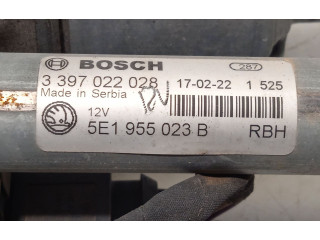 BOSCH
287
3 397 022 028 17-02-22 1 525
Made in Serbia
12V
5E1 955 023 B RBH